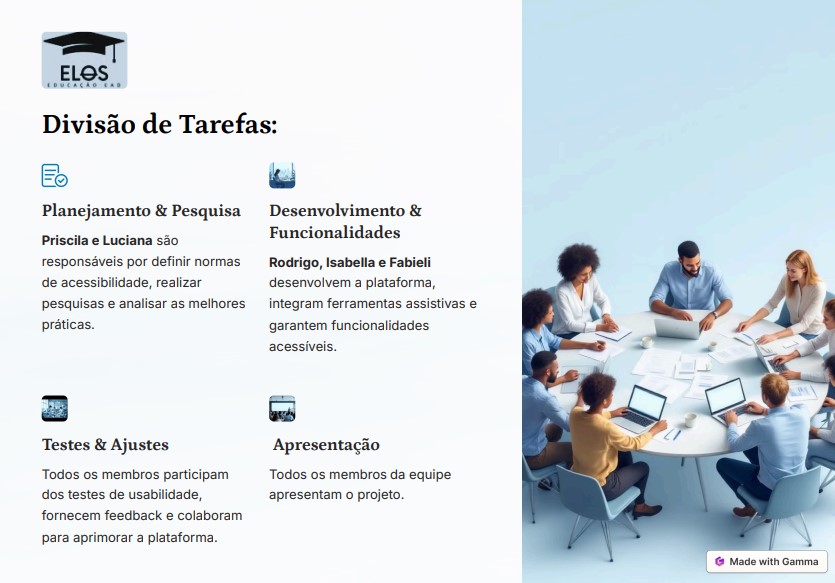 ELOS
EDUCAÇÃO EAD
Divisão de Tarefas:
Planejamento & Pesquisa
Priscila e Luciana são
responsáveis por definir normas
de acessibilidade, realizar
pesquisas e analisar as melhores
práticas.
Desenvolvimento &
Funcionalidades
Rodrigo, Isabella e Fabieli
desenvolvem a plataforma,
integram ferramentas assistivas e
garantem funcionalidades
acessíveis.
Testes & Ajustes
Todos os membros participam
dos testes de usabilidade,
fornecem feedback e colaboram
para aprimorar a plataforma.
Apresentação
Todos os membros da equipe
apresentam o projeto.
Made with Gamma